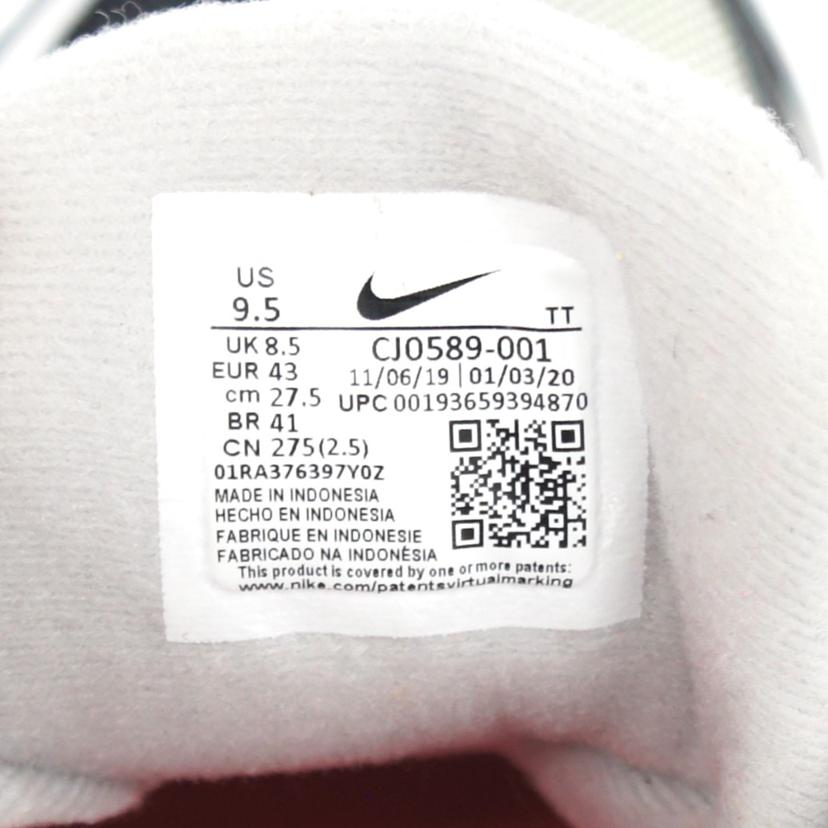 US
9.5
TT
UK 8.5
CJ0589-001
EUR 43
11/06/19 | 01/03/20
cm 27.5
UPC 00193659394870
BR 41
CN 275(2.5)
01RA376397Y0Z
MADE IN INDONESIA
HECHO EN INDONESIA
FABRIQUE EN INDONESIE
FABRICADO NA INDONÈSIA
This product is covered by one or more patents:
www.nike.com/patentsvirtualmarking